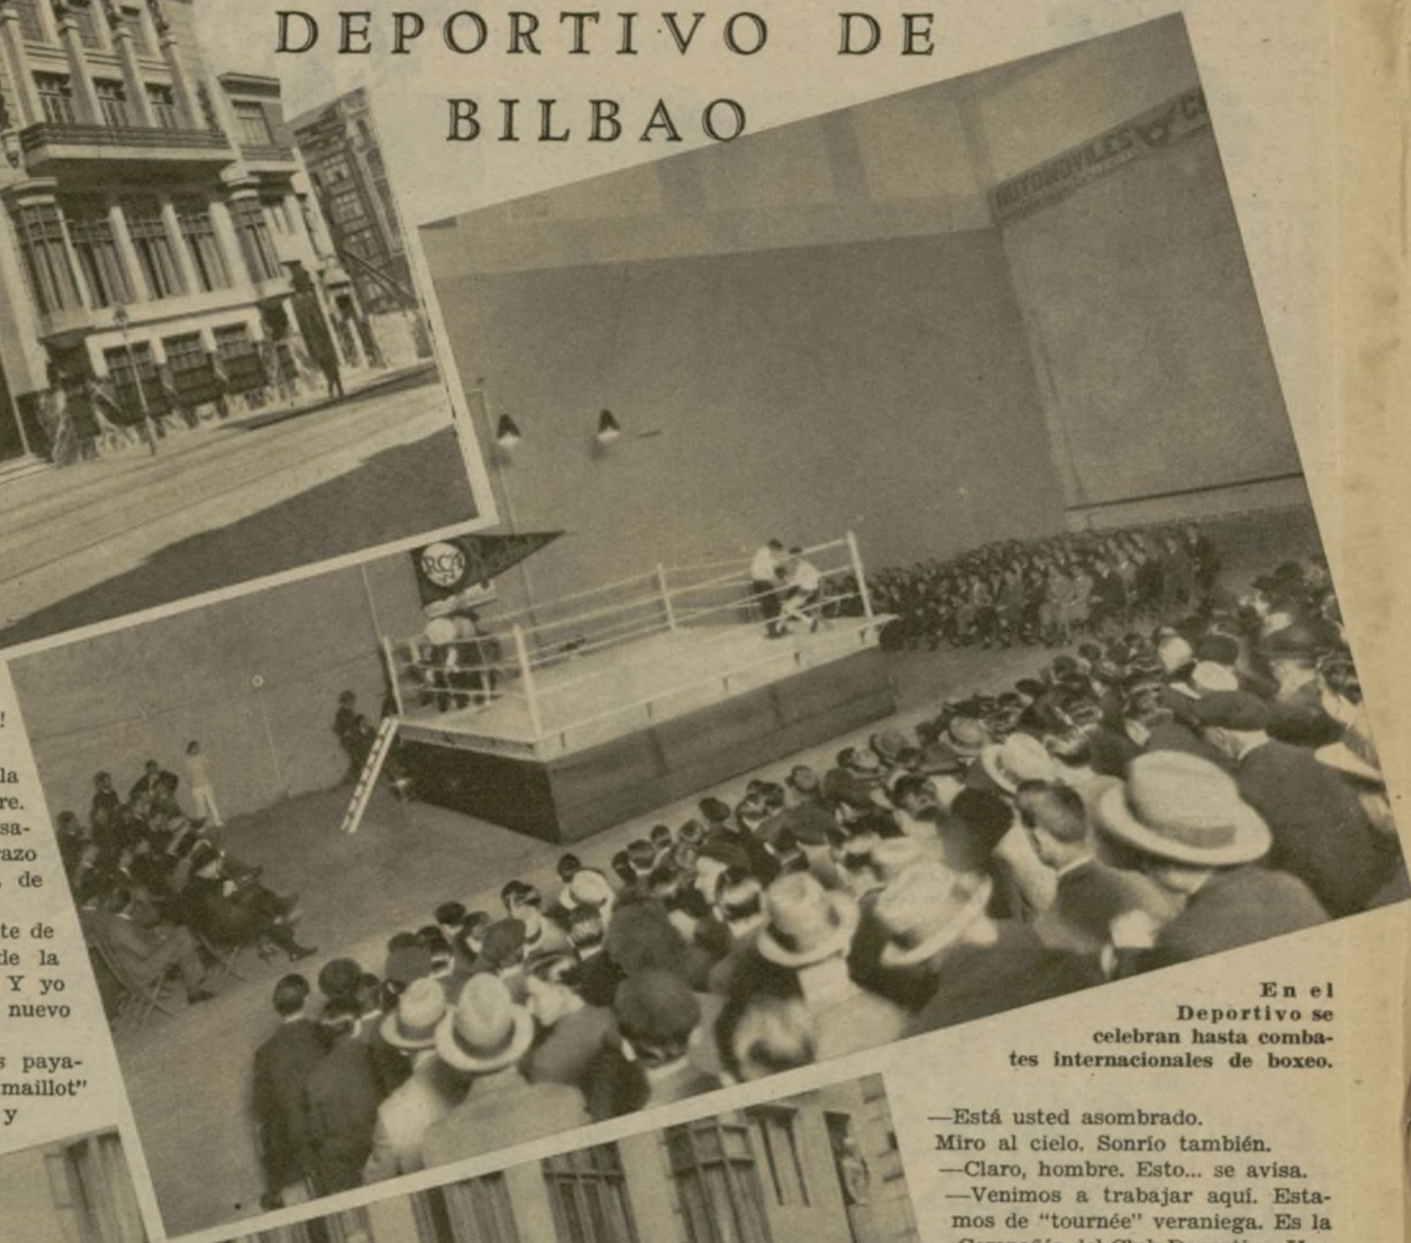 DEPORTIVO DE
BILBAO
AUTOMOVILES
RCA
la
re.
sa-
azo
de
te de
de la
Y yo
nuevo
s paya-
maillot"
y
En el
Deportivo se
celebran hasta comba-
tes internacionales de boxeo.
—Está usted asombrado.
Miro al cielo. Sonrío también.
—Claro, hombre. Esto... se avisa.
—Venimos a trabajar aquí. Esta-
mos de "tournée" veraniega. Es la